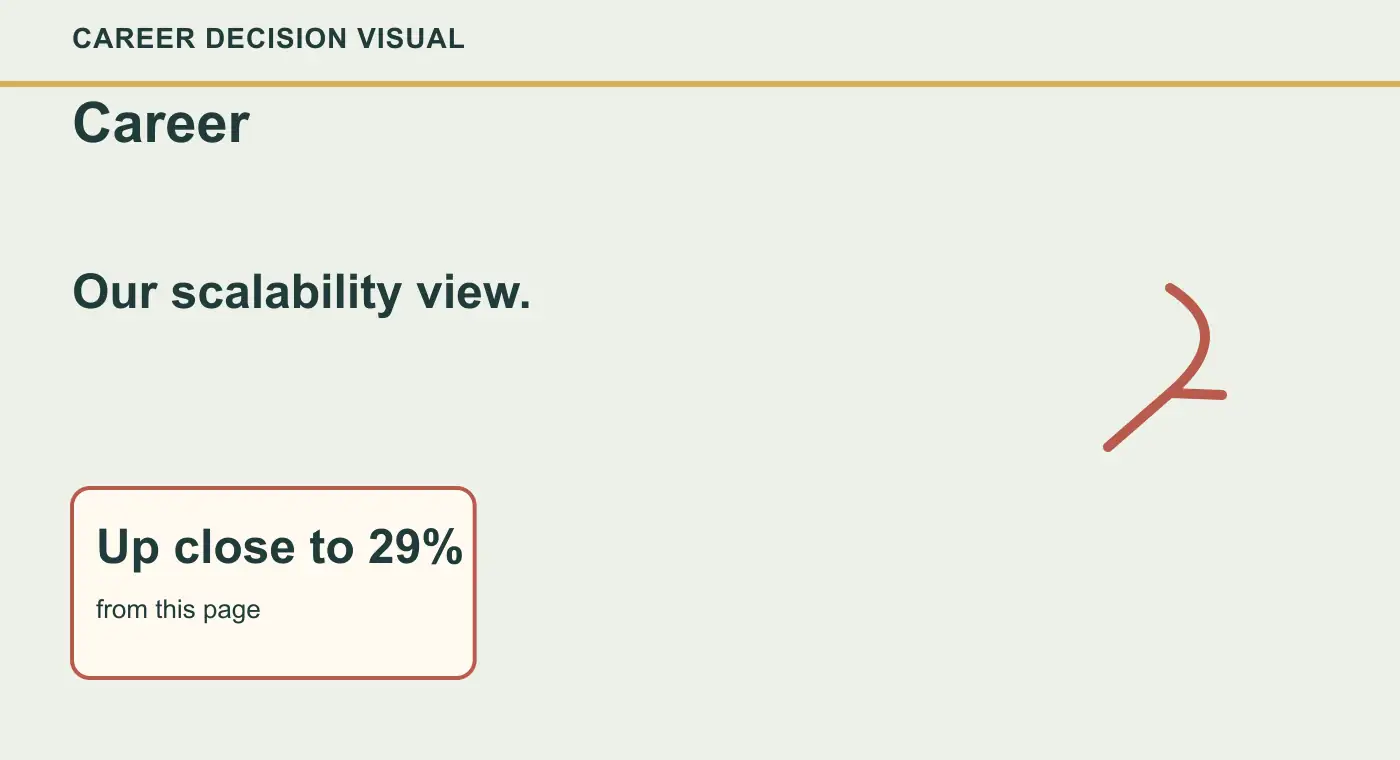 CAREER DECISION VISUAL
Career
Our scalability view.
Up close to 29%
from this page